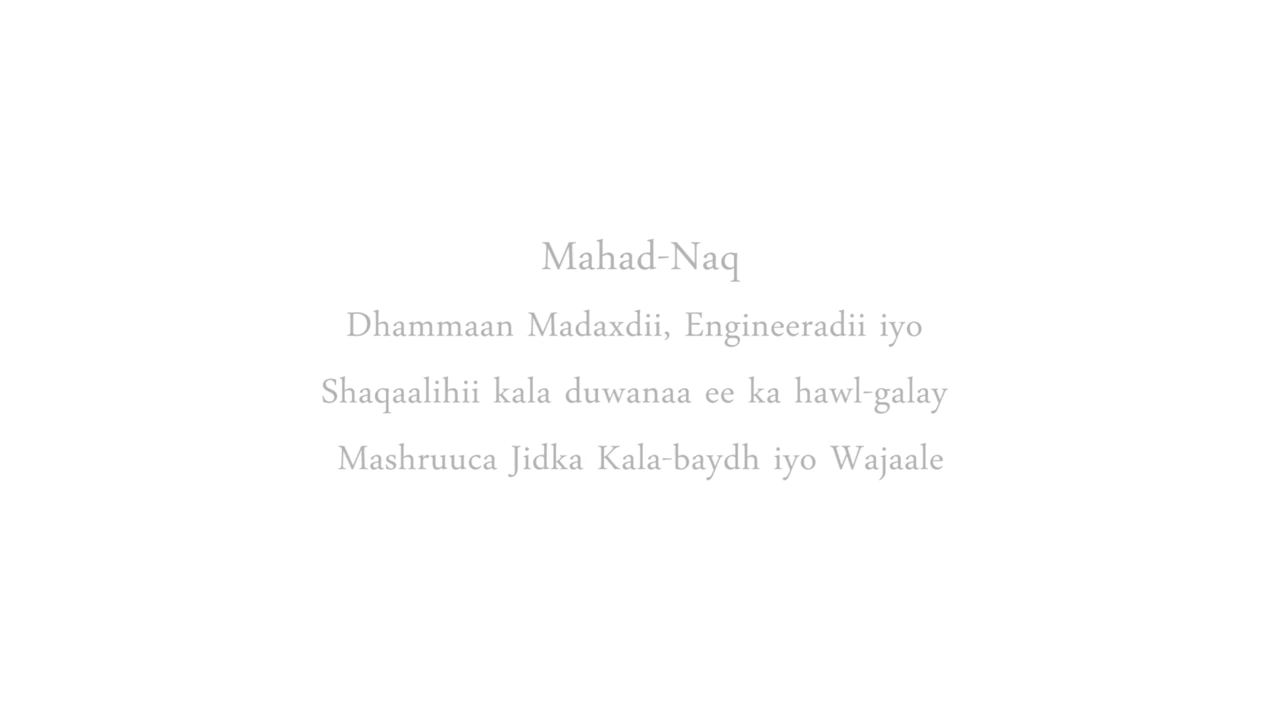 Mahad-Naq
Dhammaan Madaxdii, Engineeradii iyo
Shaqaalihii kala duwanaa ee ka hawl-galay
Mashruuca Jidka Kala-baydh iyo Wajaale